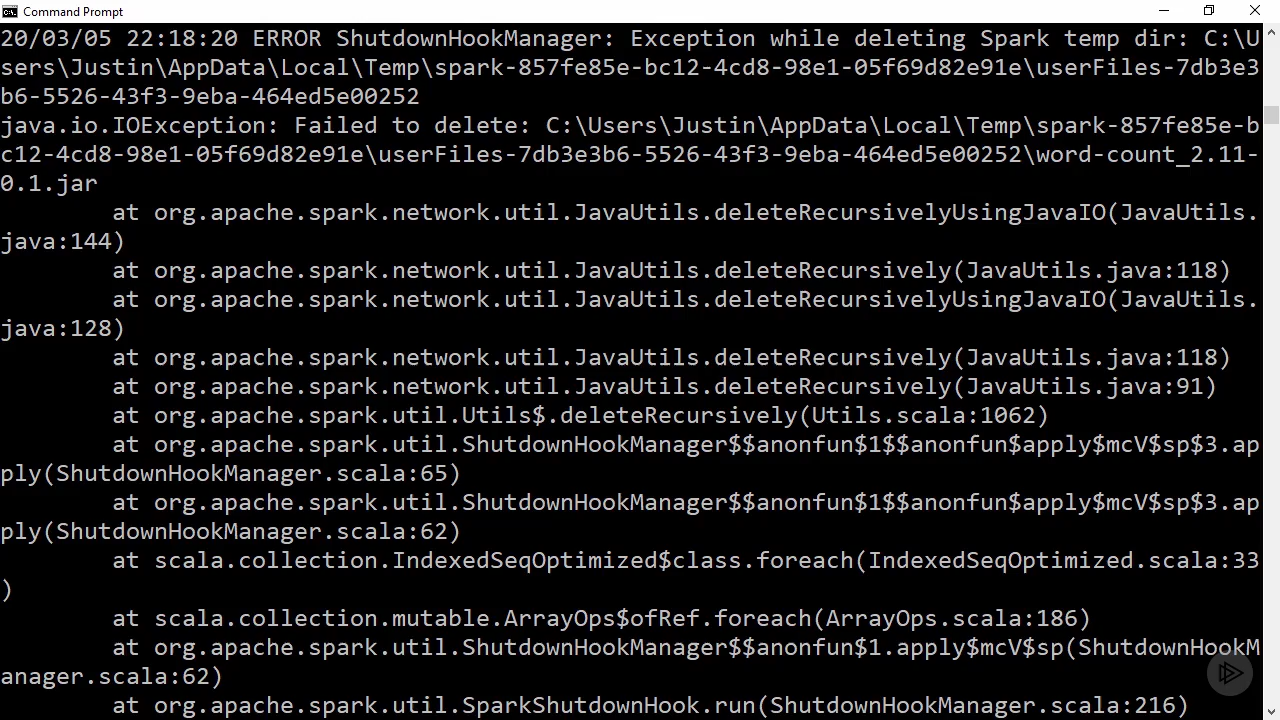 Command Prompt
20/03/05 22:18:20 ERROR ShutdownHookManager: Exception while deleting Spark temp dir: C:\U
sers\Justin\AppData\Local\Temp\spark-857fe85e-bc12-4cd8-98e1-05f69d82e91e\userFiles-7db3e3
b6-5526-43f3-9eba-464ed5e00252
java.io.IOException: Failed to delete: C:\Users\Justin\AppData\Local\Temp\spark-857fe85e-b
c12-4cd8-98e1-05f69d82e91e\userFiles-7db3e3b6-5526-43f3-9eba-464ed5e00252\word-count_2.11-
0.1.jar
        at org.apache.spark.network.util.JavaUtils.deleteRecursivelyUsingJavaIO(JavaUtils.
java:144)
        at org.apache.spark.network.util.JavaUtils.deleteRecursively(JavaUtils.java:118)
        at org.apache.spark.network.util.JavaUtils.deleteRecursivelyUsingJavaIO(JavaUtils.
java:128)
        at org.apache.spark.network.util.JavaUtils.deleteRecursively(JavaUtils.java:118)
        at org.apache.spark.network.util.JavaUtils.deleteRecursively(JavaUtils.java:91)
        at org.apache.spark.util.Utils$.deleteRecursively(Utils.scala:1062)
        at org.apache.spark.util.ShutdownHookManager$$anonfun$1$$anonfun$apply$mcV$sp$3.ap
ply(ShutdownHookManager.scala:65)
        at org.apache.spark.util.ShutdownHookManager$$anonfun$1$$anonfun$apply$mcV$sp$3.ap
ply(ShutdownHookManager.scala:62)
        at scala.collection.IndexedSeqOptimized$class.foreach(IndexedSeqOptimized.scala:33
)
        at scala.collection.mutable.ArrayOps$ofRef.foreach(ArrayOps.scala:186)
        at org.apache.spark.util.ShutdownHookManager$$anonfun$1.apply$mcV$sp(ShutdownHookM
anager.scala:62)
        at org.apache.spark.util.SparkShutdownHook.run(ShutdownHookManager.scala:216)